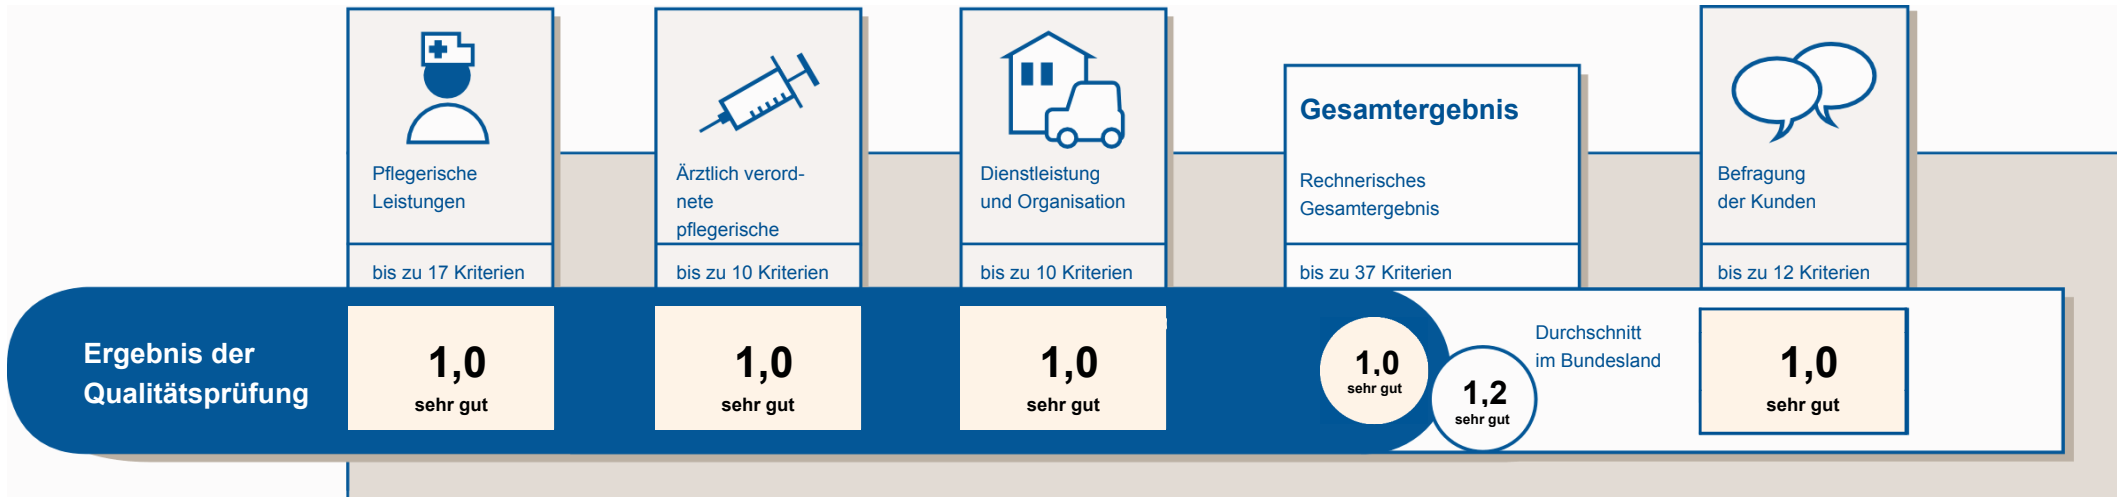 Pflegerische
Leistungen
bis zu 17 Kriterien
Ärztlich verord-
nete
pflegerische
bis zu 10 Kriterien
Dienstleistung
und Organisation
bis zu 10 Kriterien
Gesamtergebnis
Rechnerisches
Gesamtergebnis
bis zu 37 Kriterien
Befragung
der Kunden
bis zu 12 Kriterien
Ergebnis der
Qualitätsprüfung
1,0
sehr gut
1,0
sehr gut
1,0
sehr gut
1,0
sehr gut
1,2
sehr gut
Durchschnitt
im Bundesland
1,0
sehr gut